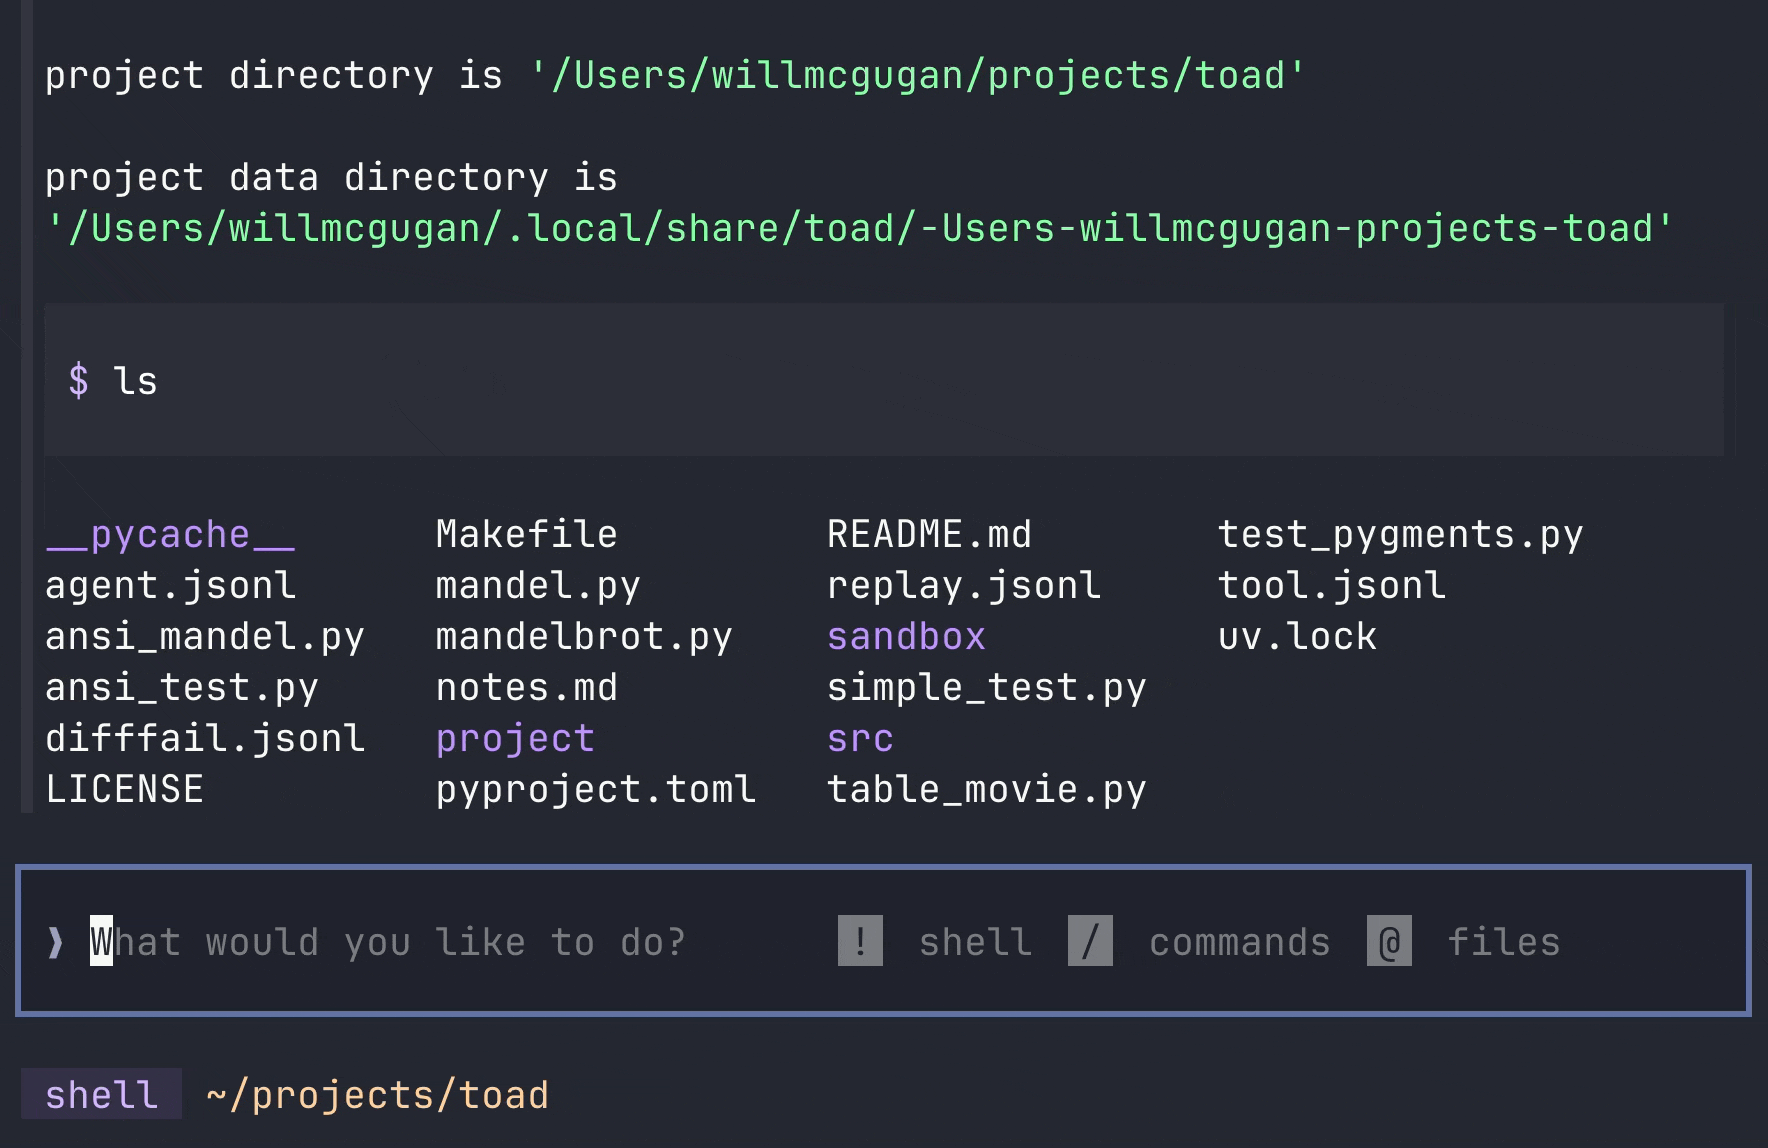 project directory is '/Users/willmcgugan/projects/toad'
project data directory is
'/Users/willmcgugan/.local/share/toad/-Users-willmcgugan-projects-toad'
$ ls
__pycache__ Makefile README.md test_pygments.py
agent.jsonl mandel.py replay.jsonl tool.jsonl
ansi_mandel.py mandelbrot.py sandbox uv.lock
ansi_test.py notes.md simple_test.py
difffail.jsonl project src
LICENSE pyproject.toml table_movie.py
❯ What would you like to do? ! shell / commands @ files
shell ~/projects/toad